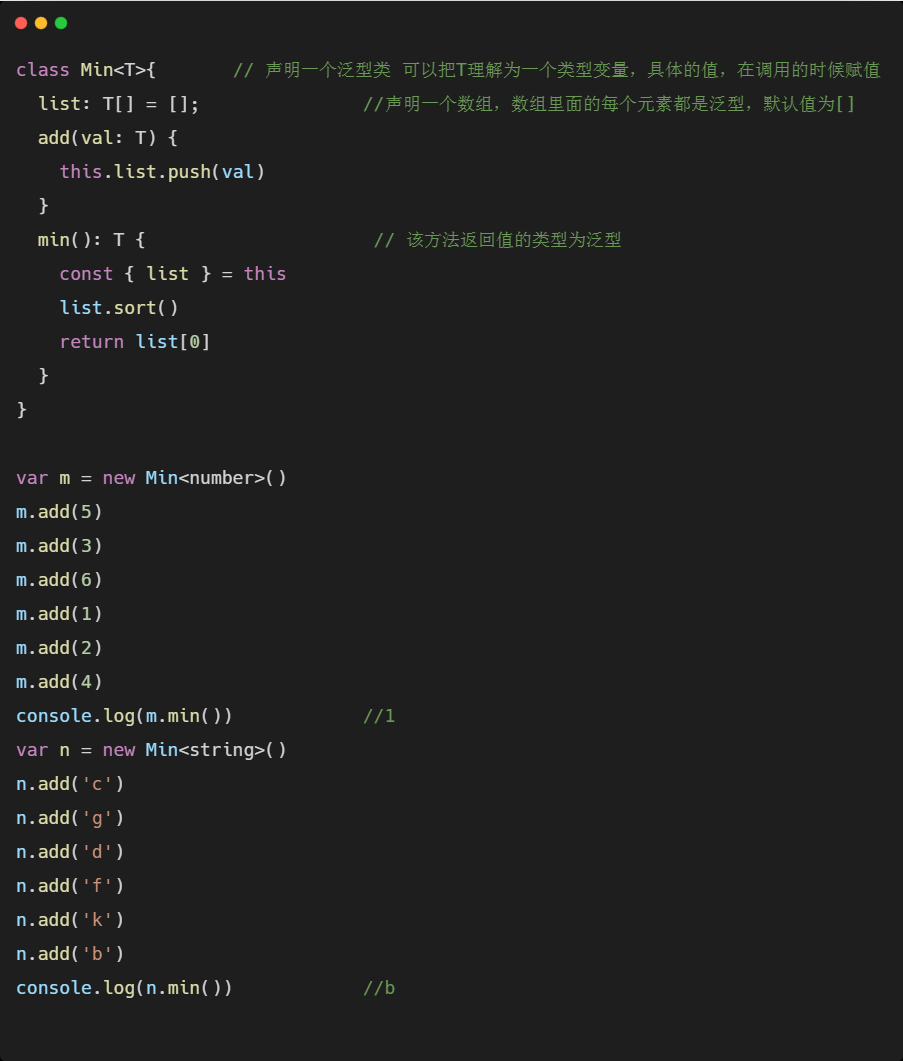 class Min<T>{       // 声明一个泛型类 可以把T理解为一个类型变量，具体的值，在调用的时候赋值
  list: T[] = [];               //声明一个数组，数组里面的每个元素都是泛型，默认值为[]
  add(val: T) {
    this.list.push(val)
  }
  min(): T {                     // 该方法返回值的类型为泛型
    const { list } = this
    list.sort()
    return list[0]
  }
}

var m = new Min<number>()
m.add(5)
m.add(3)
m.add(6)
m.add(1)
m.add(2)
m.add(4)
console.log(m.min())            //1
var n = new Min<string>()
n.add('c')
n.add('g')
n.add('d')
n.add('f')
n.add('k')
n.add('b')
console.log(n.min())            //b